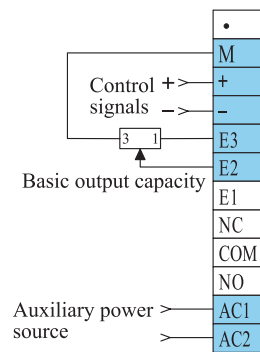 •
M
Control + +
signals − −
3 1 E3
E2
Basic output capacity
E1
NC
COM
NO
Auxiliary power AC1
source AC2